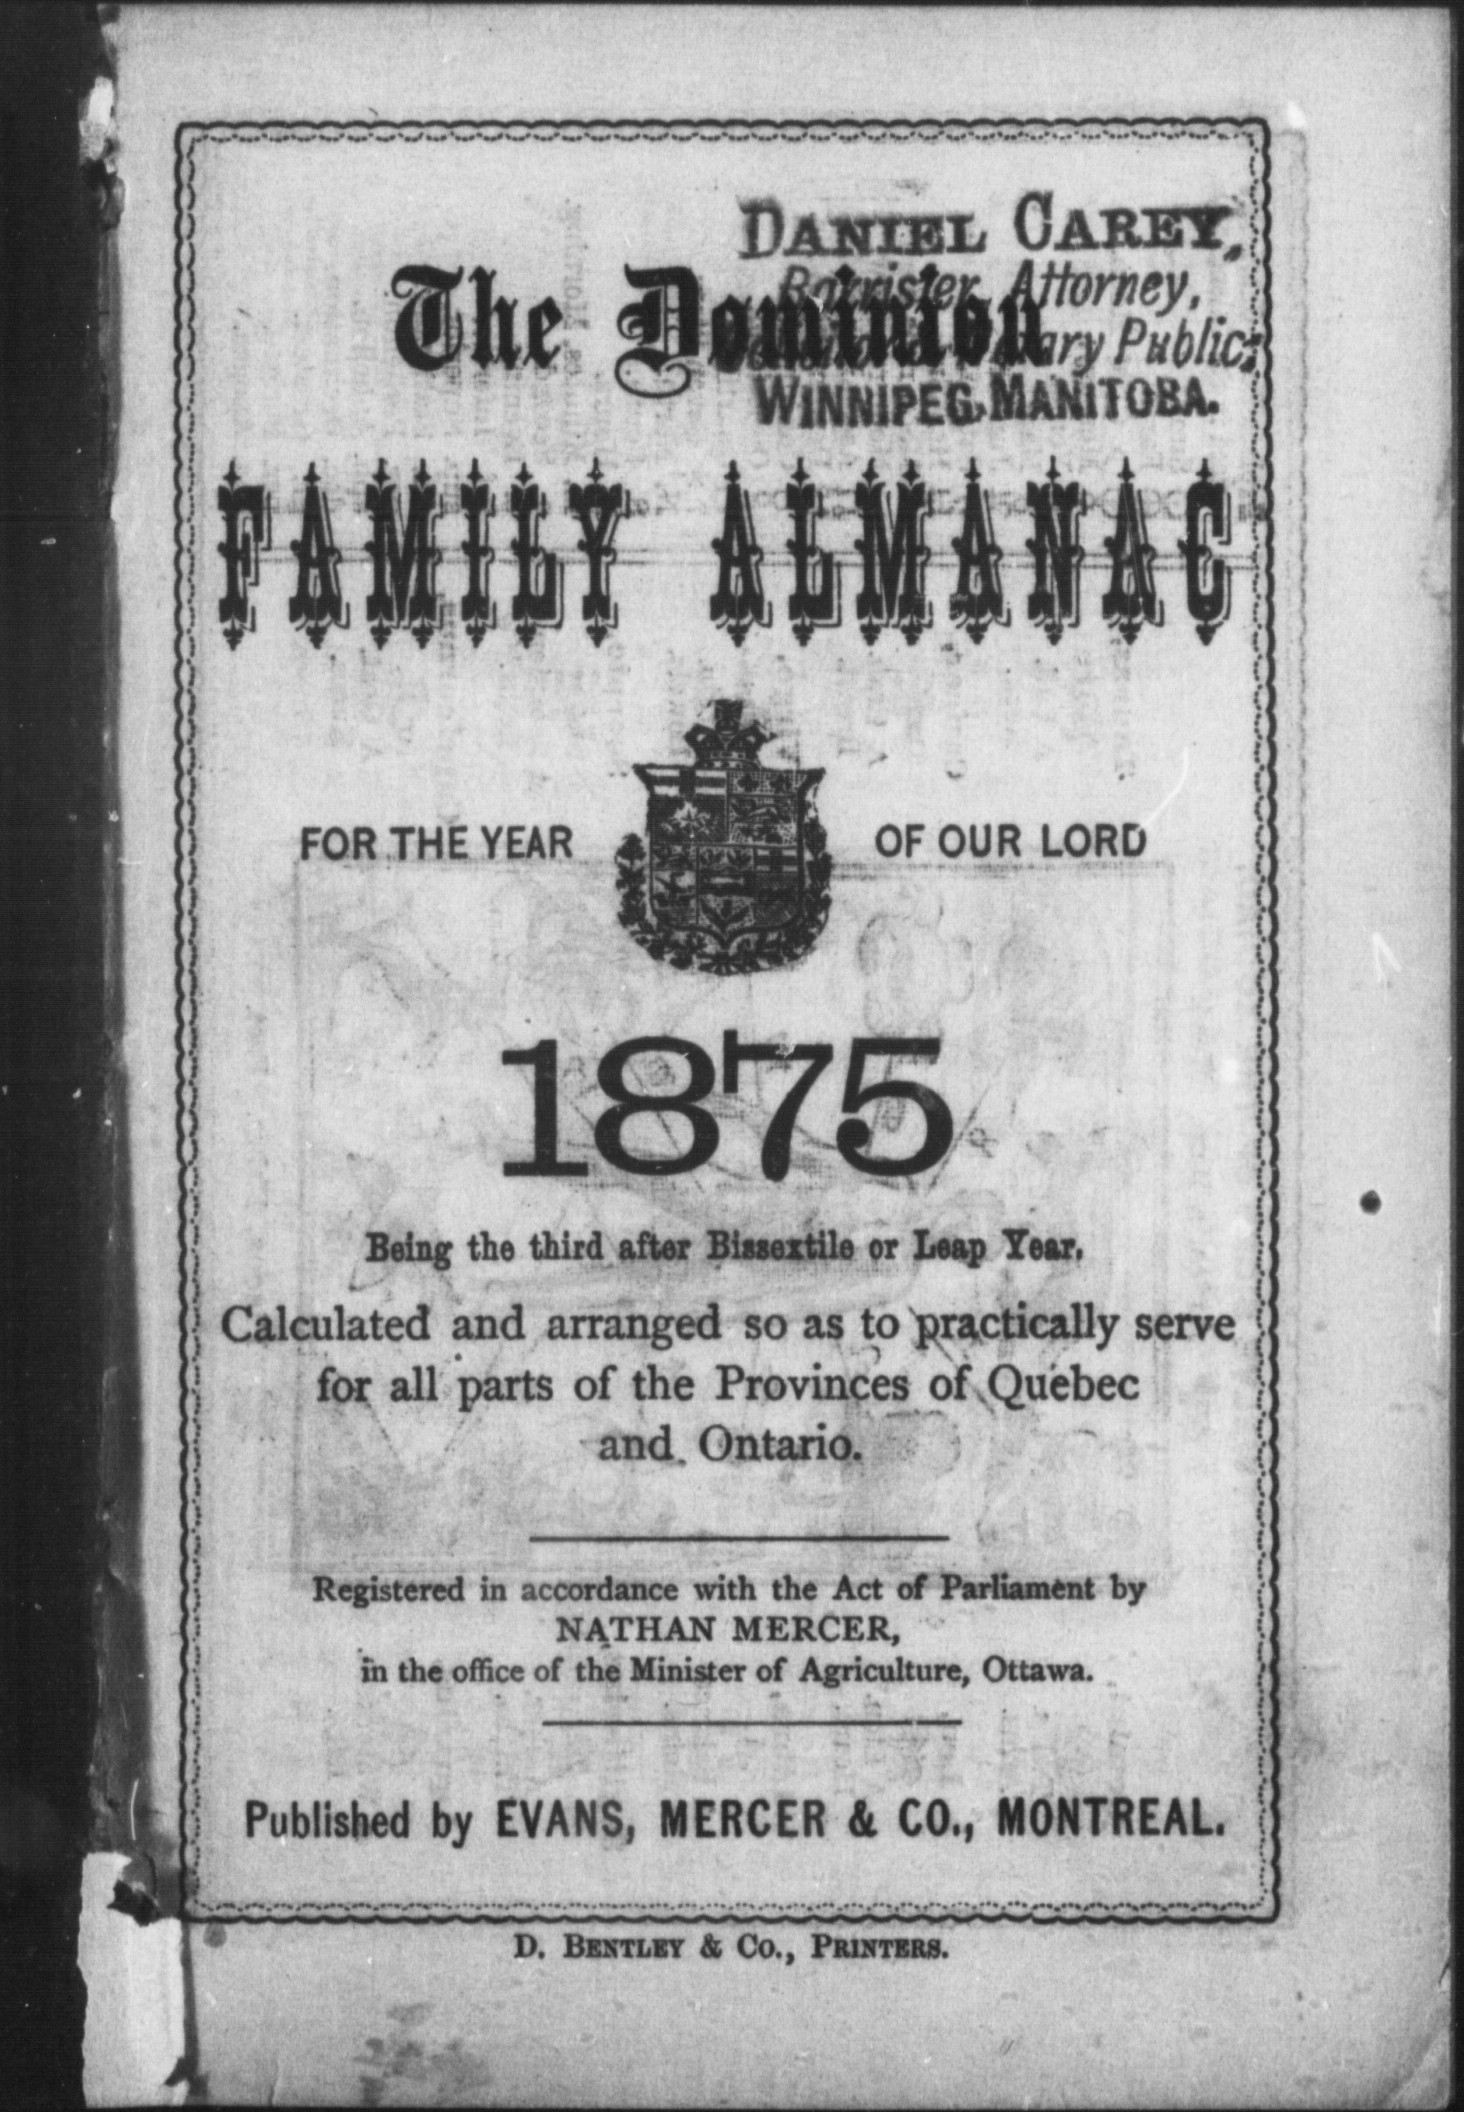 DANIEL CAREY,
Barrister, Attorney,
Notary Public,
WINNIPEG, MANITOBA.
The Dominion
FAMILY ALMANAC
FOR THE YEAR OF OUR LORD
1875
Being the third after Bissextile or Leap Year.
Calculated and arranged so as to practically serve
for all parts of the Provinces of Quebec
and Ontario.
Registered in accordance with the Act of Parliament by
NATHAN MERCER,
in the office of the Minister of Agriculture, Ottawa.
Published by EVANS, MERCER & CO., MONTREAL.
D. BENTLEY & CO., PRINTERS.